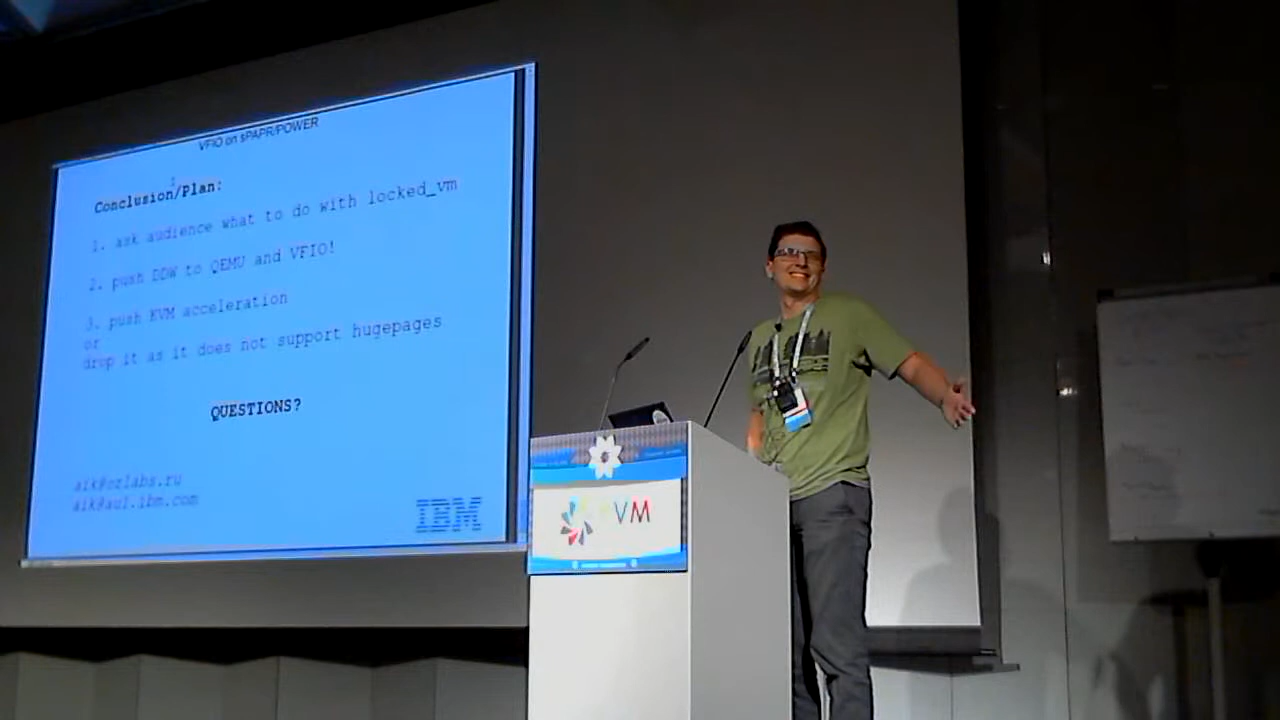 VFIO on sPAPR/POWER
Conclusion/Plan:
1. ask audience what to do with locked_vm
2. push DDW to QEMU and VFIO!
3. push KVM acceleration
or
drop it as it does not support hugepages
QUESTIONS?
aik@ozlabs.ru
aik@au1.ibm.com
IBM
KVM